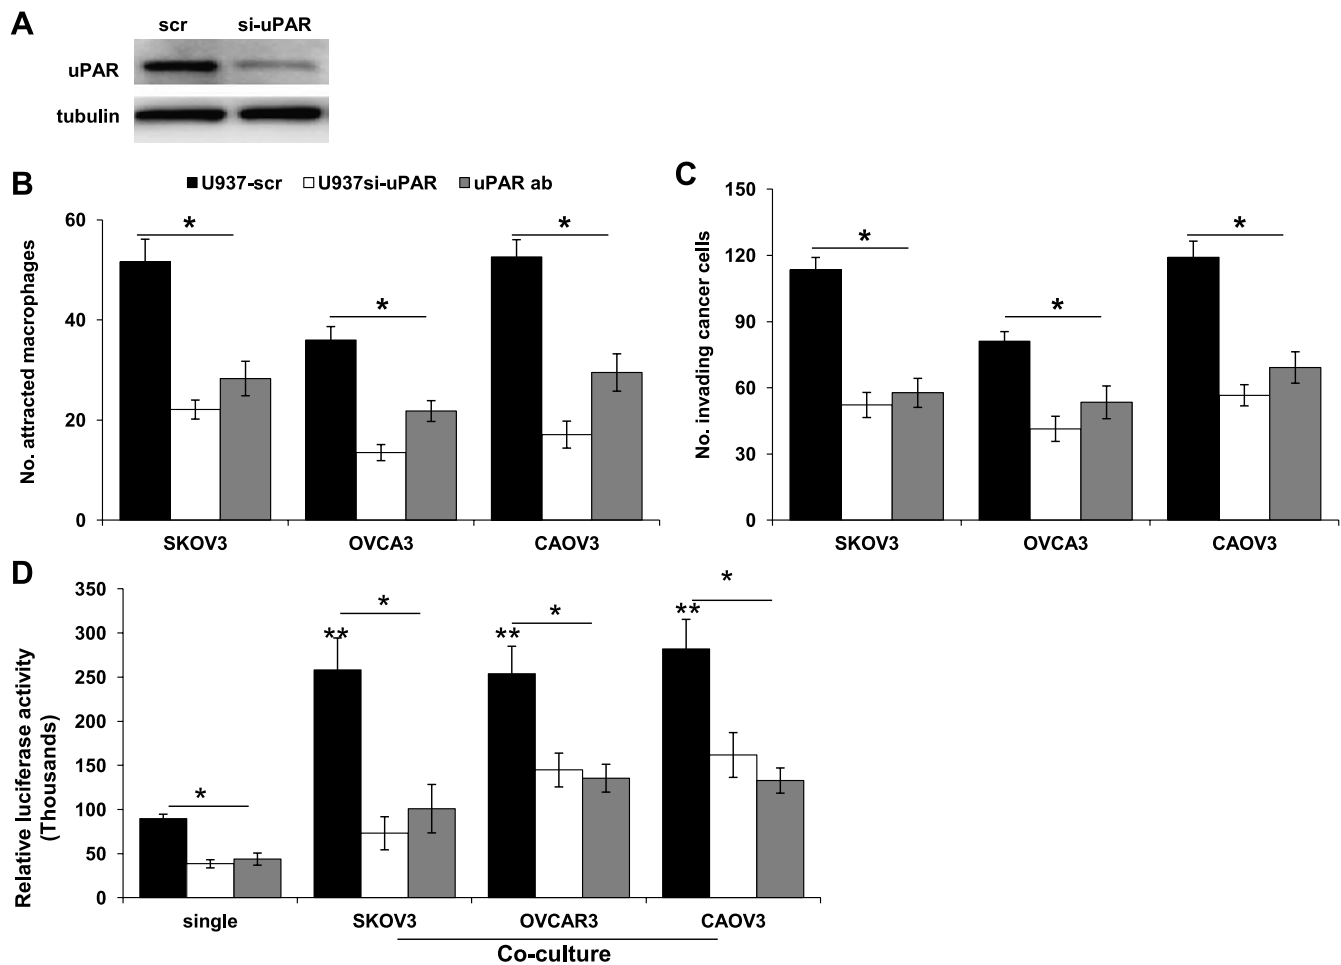 A
scr si-uPAR
uPAR
tubulin
B
U937-scr U937si-uPAR uPAR ab
No. attracted macrophages
60
40
20
0
*
*
*
SKOV3 OVCA3 CAOV3
C
No. invading cancer cells
150
120
90
60
30
0
*
*
*
SKOV3 OVCA3 CAOV3
D
Relative luciferase activity
(Thousands)
350
300
250
200
150
100
50
0
*
** *
** *
** *
single SKOV3 OVCAR3 CAOV3
Co-culture